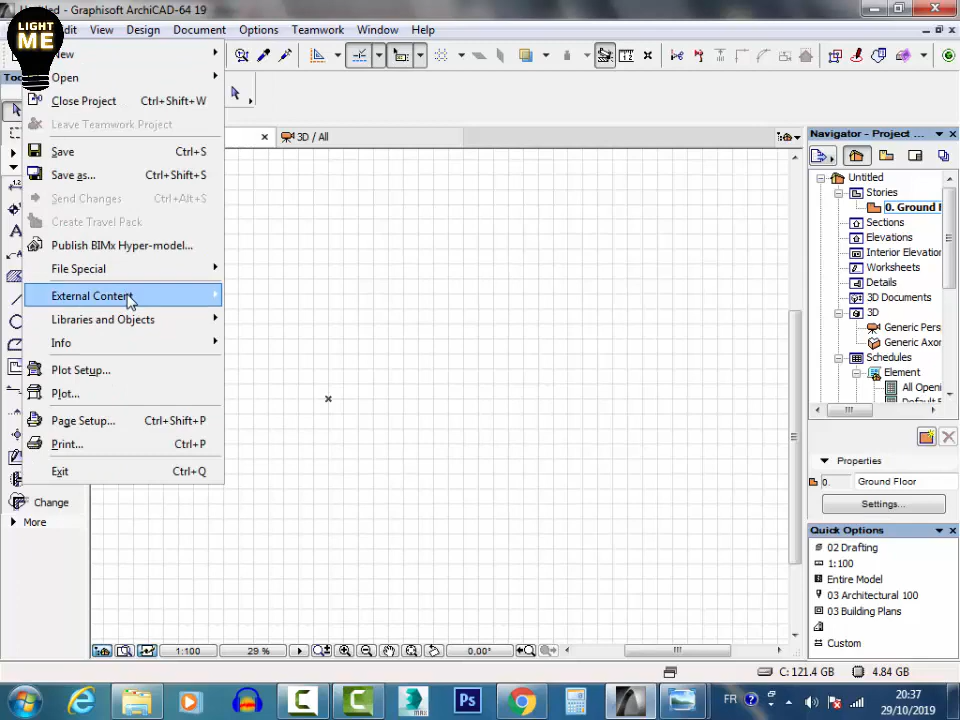 Untitled - Graphisoft ArchiCAD-64 19
LIGHT
ME
Edit View Design Document Options Teamwork Window Help
New
Open
Close Project Ctrl+Shift+W
Leave Teamwork Project
Save Ctrl+S
Save as... Ctrl+Shift+S
Send Changes Ctrl+Alt+S
Create Travel Pack
Publish BIMx Hyper-model...
File Special
External Content
Libraries and Objects
Info
Plot Setup...
Plot...
Page Setup... Ctrl+Shift+P
Print... Ctrl+P
Exit Ctrl+Q
Change
More
3D / All
Navigator - Project ...
Untitled
Stories
0. Ground
Sections
Elevations
Interior Elevation
Worksheets
Details
3D Documents
3D
Generic Pers
Generic Axon
Schedules
Element
All Openi
Properties
0. Ground Floor
Settings...
Quick Options
02 Drafting
1:100
Entire Model
03 Architectural 100
03 Building Plans
Custom
1:100 29 % 0.00°
C: 121.4 GB 4.84 GB
Ps
MAX
FR
20:37
29/10/2019